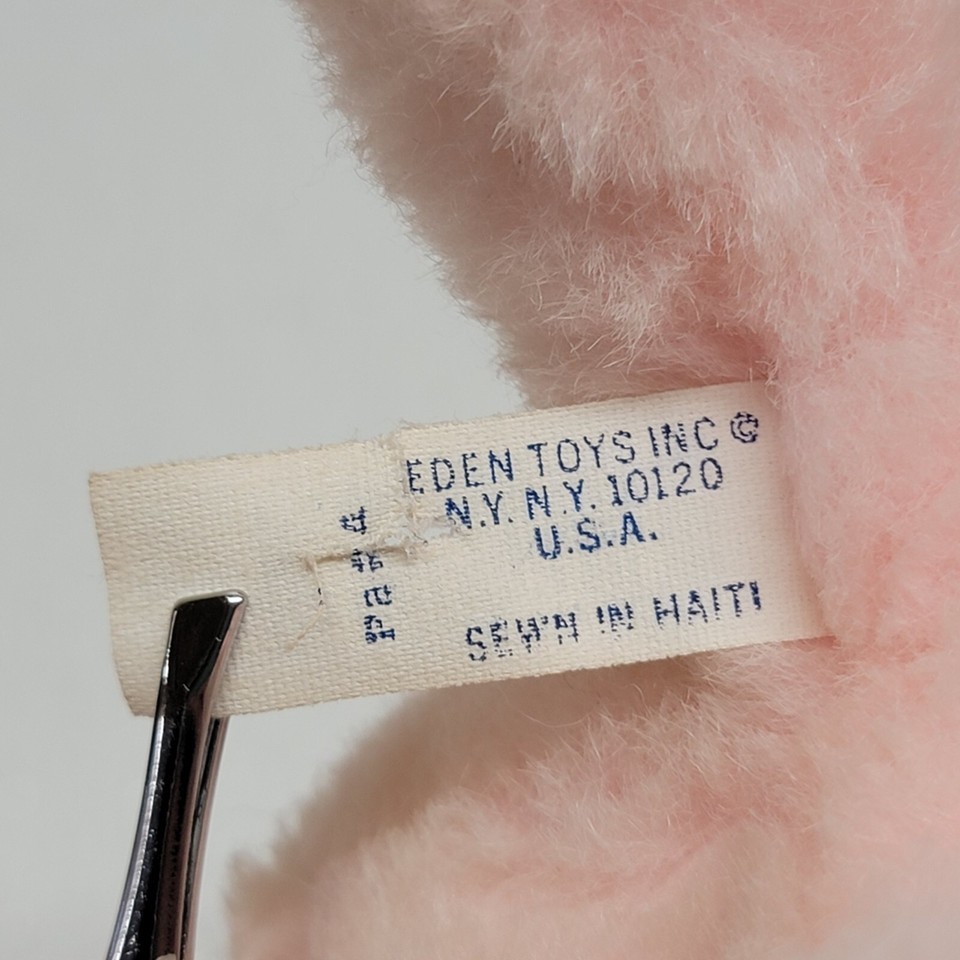 EDEN TOYS INC ©
N.Y. N.Y. 10120
U.S.A.
SEWN IN HAITI